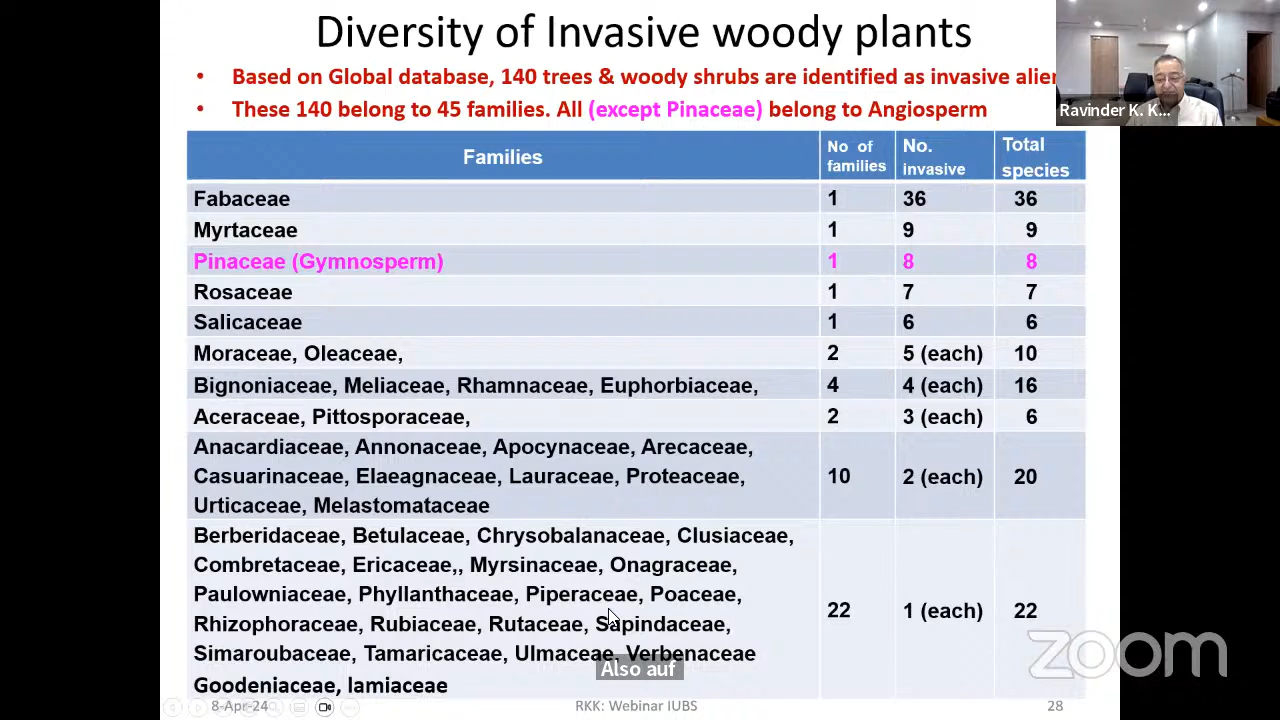 Diversity of Invasive woody plants
• Based on Global database, 140 trees & woody shrubs are identified as invasive alien
• These 140 belong to 45 families. All (except Pinaceae) belong to Angiosperm
Ravinder K. K...
Families No of families No. invasive Total species
Fabaceae 1 36 36
Myrtaceae 1 9 9
Pinaceae (Gymnosperm) 1 8 8
Rosaceae 1 7 7
Salicaceae 1 6 6
Moraceae, Oleaceae, 2 5 (each) 10
Bignoniaceae, Meliaceae, Rhamnaceae, Euphorbiaceae, 4 4 (each) 16
Aceraceae, Pittosporaceae, 2 3 (each) 6
Anacardiaceae, Annonaceae, Apocynaceae, Arecaceae,
Casuarinaceae, Elaeagnaceae, Lauraceae, Proteaceae, 10 2 (each) 20
Urticaceae, Melastomataceae
Berberidaceae, Betulaceae, Chrysobalanaceae, Clusiaceae,
Combretaceae, Ericaceae,, Myrsinaceae, Onagraceae,
Paulowniaceae, Phyllanthaceae, Piperaceae, Poaceae, 22 1 (each) 22
Rhizophoraceae, Rubiaceae, Rutaceae, Sapindaceae,
Simaroubaceae, Tamaricaceae, Ulmaceae, Verbenaceae
Goodeniaceae, lamiaceae
zoom
Also auf
8-Apr-24 RKK: Webinar IUBS 28